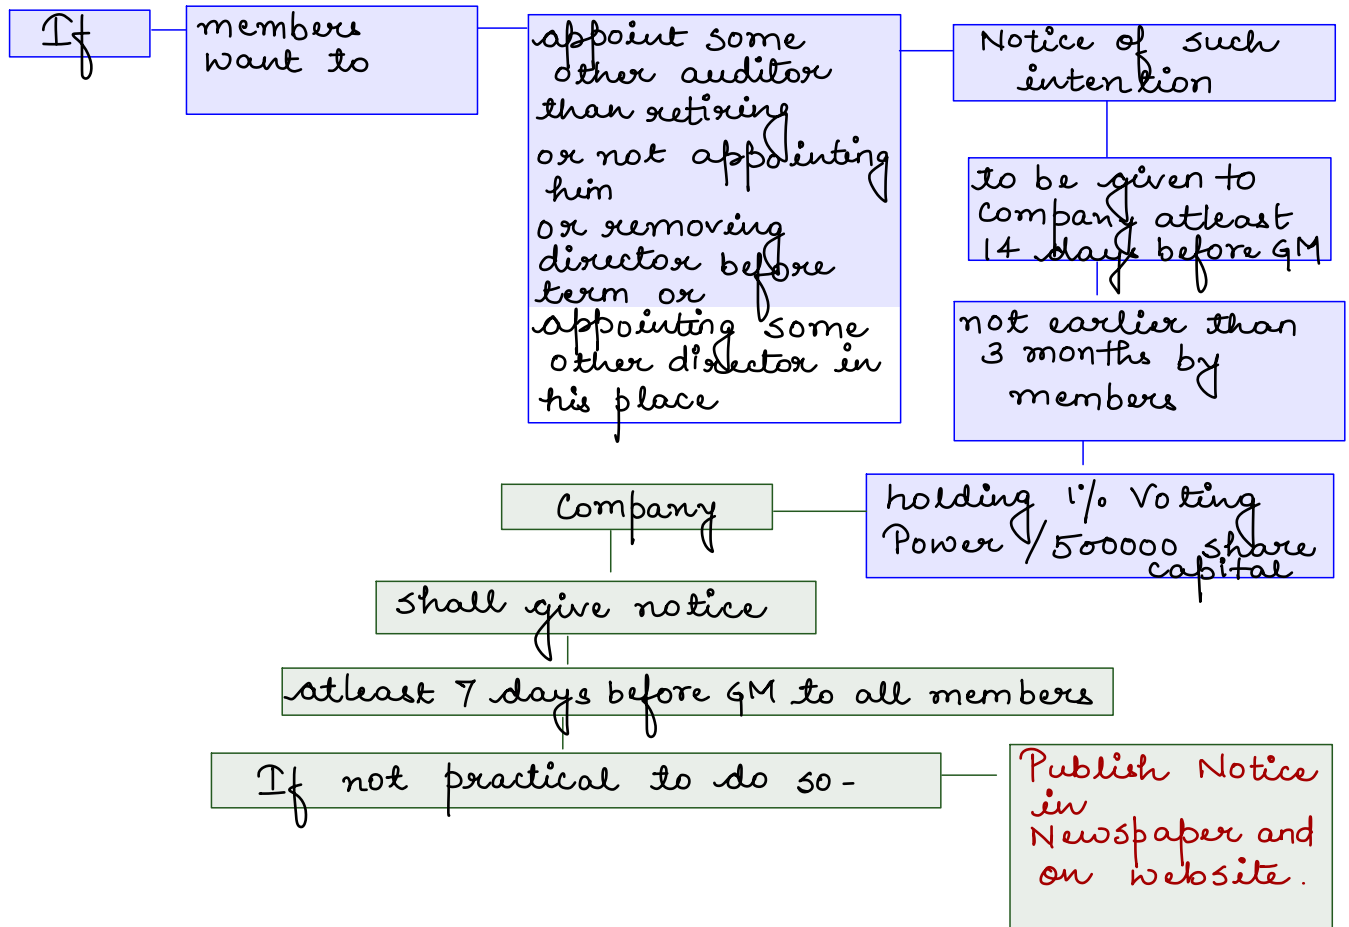 If
members
want to
appoint some
other auditor
than retiring
or not appointing
him
or removing
director before
term or
appointing some
other director in
his place
Notice of such
intention
to be given to
company atleast
14 days before GM
not earlier than
3 months by
members
holding 1% Voting
Power / 500000 share
capital
Company
shall give notice
atleast 7 days before GM to all members
If not practical to do so -
Publish Notice
in
Newspaper and
on website.